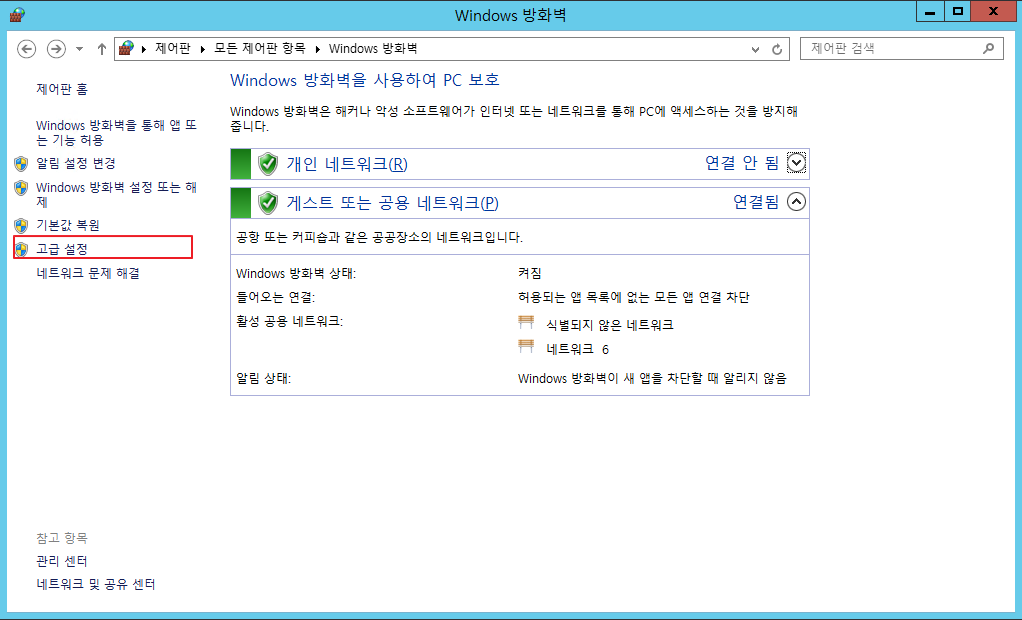 Windows 방화벽
제어판 ▸ 모든 제어판 항목 ▸ Windows 방화벽
제어판 검색
제어판 홈
Windows 방화벽을 통해 앱 또
는 기능 허용
알림 설정 변경
Windows 방화벽 설정 또는 해
제
기본값 복원
고급 설정
네트워크 문제 해결
Windows 방화벽을 사용하여 PC 보호
Windows 방화벽은 해커나 악성 소프트웨어가 인터넷 또는 네트워크를 통해 PC에 액세스하는 것을 방지해
줍니다.
개인 네트워크(R) 연결 안 됨
게스트 또는 공용 네트워크(P) 연결됨
공항 또는 커피숍과 같은 공공장소의 네트워크입니다.
Windows 방화벽 상태: 켜짐
들어오는 연결: 허용되는 앱 목록에 없는 모든 앱 연결 차단
활성 공용 네트워크: 식별되지 않은 네트워크
네트워크 6
알림 상태: Windows 방화벽이 새 앱을 차단할 때 알리지 않음
참고 항목
관리 센터
네트워크 및 공유 센터